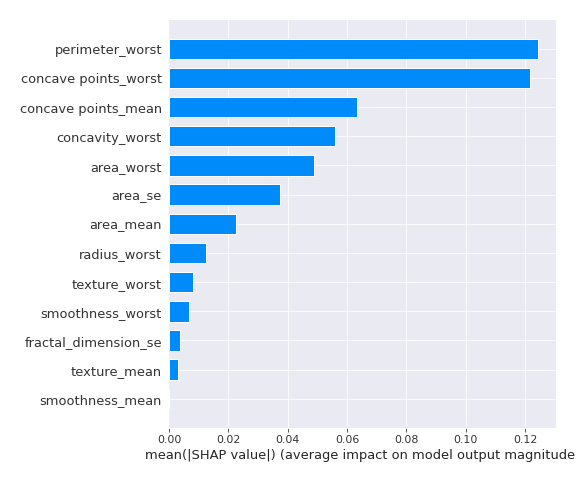 perimeter_worst
concave points_worst
concave points_mean
concavity_worst
area_worst
area_se
area_mean
radius_worst
texture_worst
smoothness_worst
fractal_dimension_se
texture_mean
smoothness_mean
0.00 0.02 0.04 0.06 0.08 0.10 0.12
mean(|SHAP value|) (average impact on model output magnitude